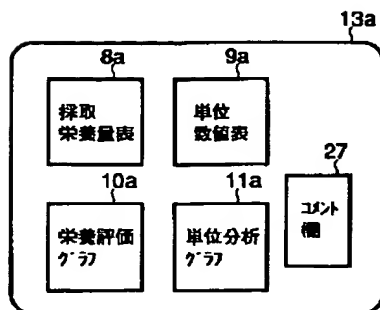 13a
8a
9a
採取
栄養量表
単位
数値表
10a
11a
27
栄養評価
グラフ
単位分析
グラフ
コメント
欄